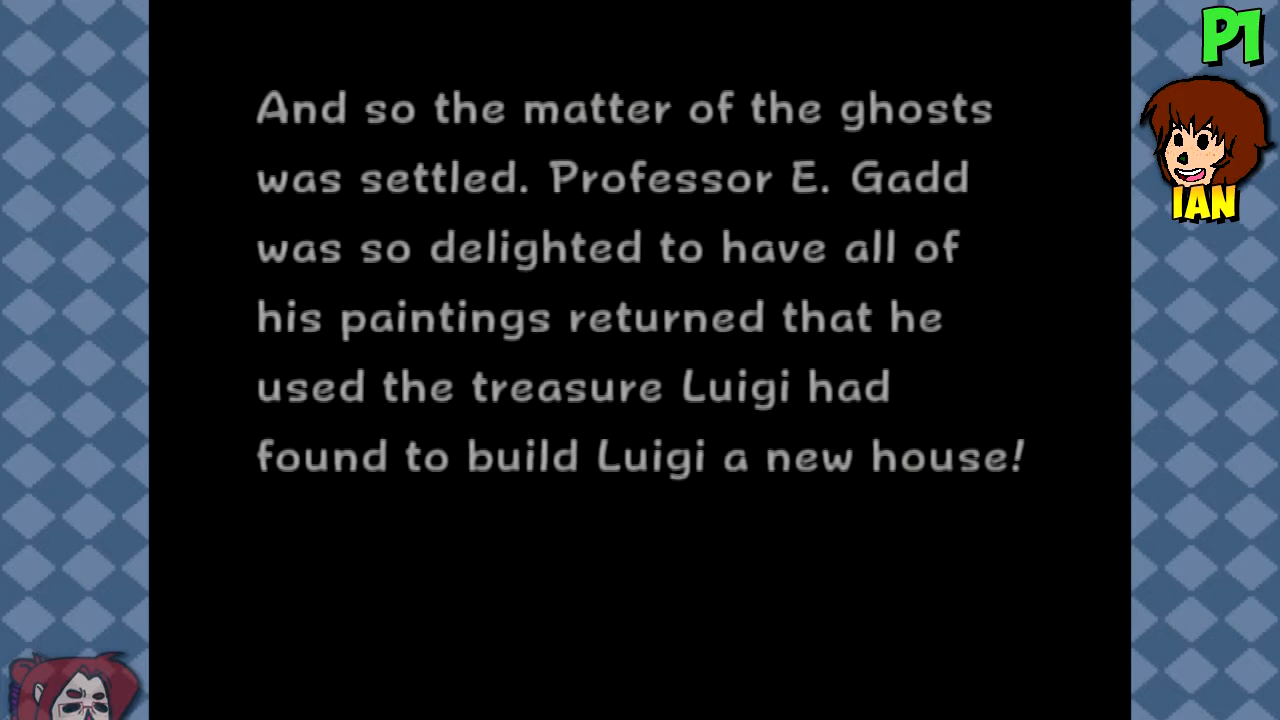 P1
IAN
And so the matter of the ghosts
was settled. Professor E. Gadd
was so delighted to have all of
his paintings returned that he
used the treasure Luigi had
found to build Luigi a new house!